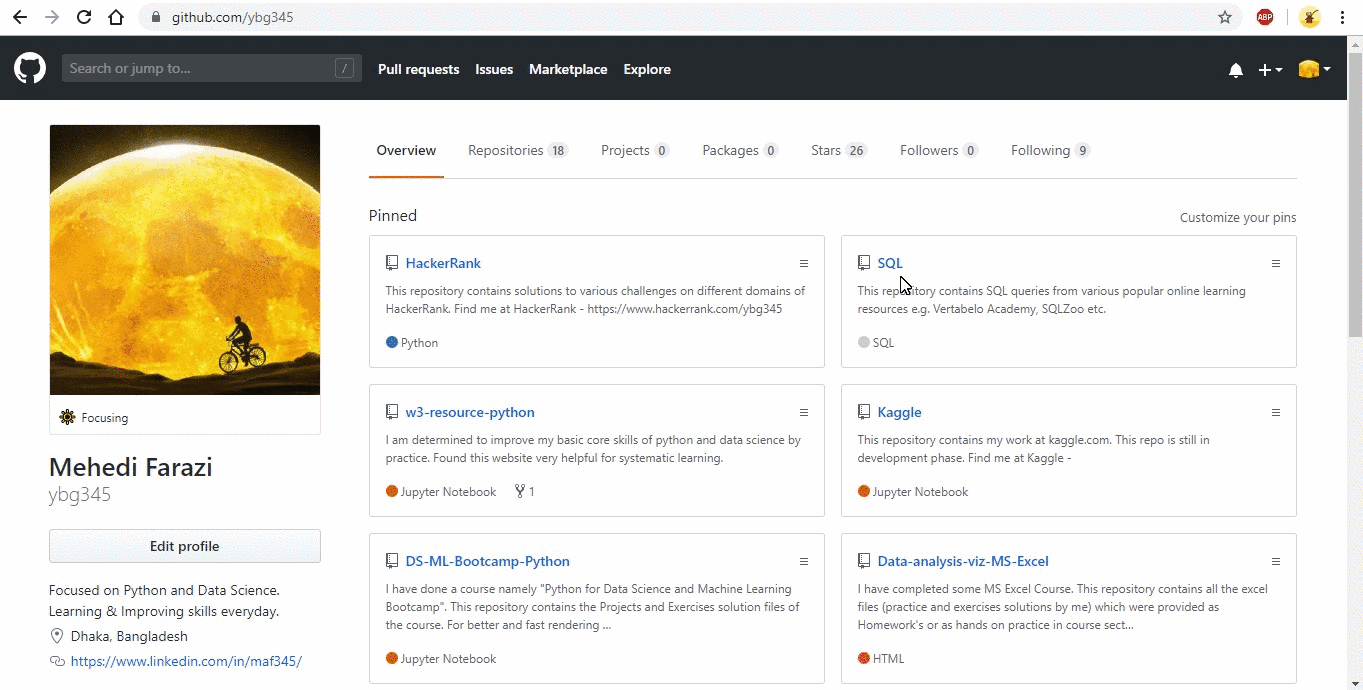 github.com/ybg345
ABP
Search or jump to... /
Pull requests Issues Marketplace Explore
Overview Repositories 18 Projects 0 Packages 0 Stars 26 Followers 0 Following 9
Pinned Customize your pins
HackerRank
This repository contains solutions to various challenges on different domains of
HackerRank. Find me at HackerRank - https://www.hackerrank.com/ybg345
Python
SQL
This repository contains SQL queries from various popular online learning
resources e.g. Vertabelo Academy, SQLZoo etc.
SQL
w3-resource-python
I am determined to improve my basic core skills of python and data science by
practice. Found this website very helpful for systematic learning.
Jupyter Notebook 1
Kaggle
This repository contains my work at kaggle.com. This repo is still in
development phase. Find me at Kaggle -
Jupyter Notebook
DS-ML-Bootcamp-Python
I have done a course namely "Python for Data Science and Machine Learning
Bootcamp". This repository contains the Projects and Exercises solution files of
the course. For better and fast rendering ...
Jupyter Notebook
Data-analysis-viz-MS-Excel
I have completed some MS Excel Course. This repository contains all the excel
files (practice and exercises solutions by me) which were provided as
Homework's or as hands on practice in course sect...
HTML
Focusing
Mehedi Farazi
ybg345
Edit profile
Focused on Python and Data Science.
Learning & Improving skills everyday.
Dhaka, Bangladesh
https://www.linkedin.com/in/maf345/